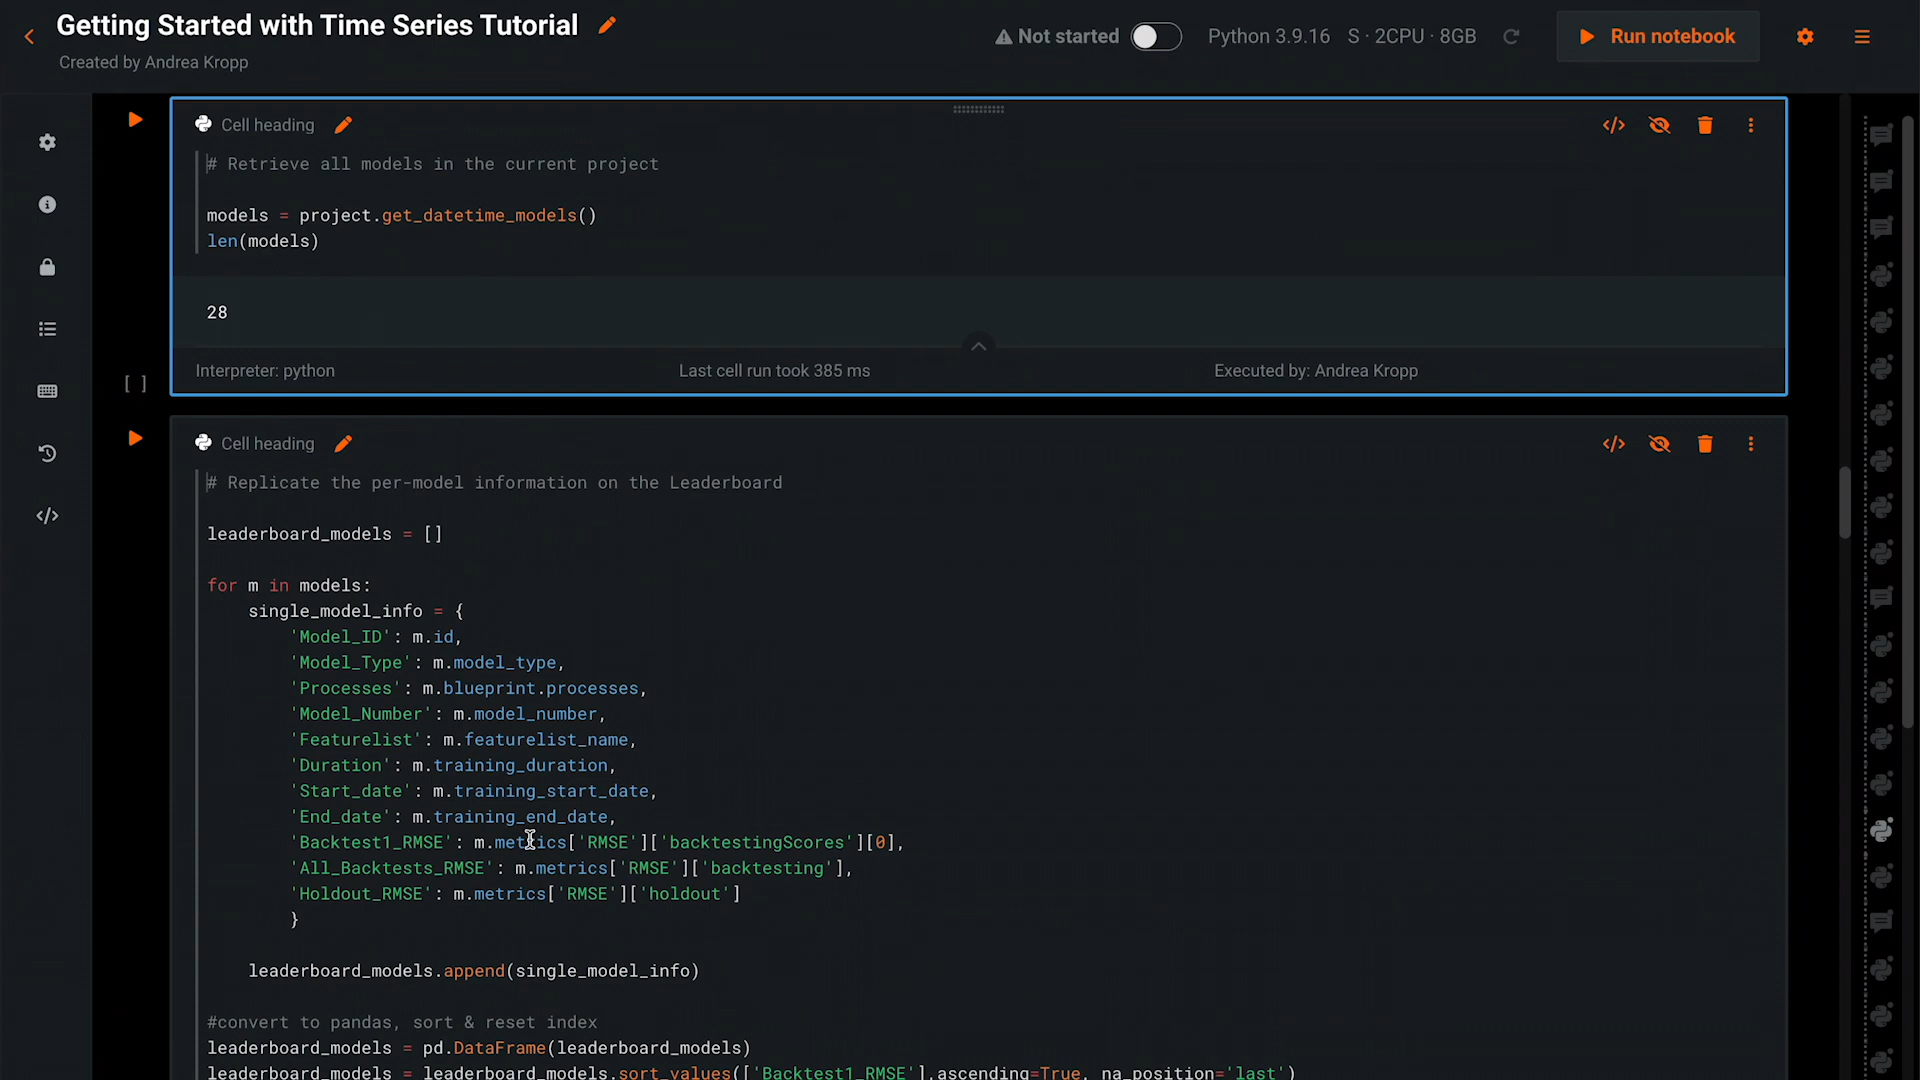 Getting Started with Time Series Tutorial
Created by Andrea Kropp
Not started
Python 3.9.16 S · 2CPU · 8GB
Run notebook
Cell heading
# Retrieve all models in the current project
models = project.get_datetime_models()
len(models)
28
Interpreter: python
Last cell run took 385 ms
Executed by: Andrea Kropp
[ ]
Cell heading
# Replicate the per-model information on the Leaderboard
leaderboard_models = []
for m in models:
single_model_info = {
'Model_ID': m.id,
'Model_Type': m.model_type,
'Processes': m.blueprint.processes,
'Model_Number': m.model_number,
'Featurelist': m.featurelist_name,
'Duration': m.training_duration,
'Start_date': m.training_start_date,
'End_date': m.training_end_date,
'Backtest1_RMSE': m.metrics['RMSE']['backtestingScores'][0],
'All_Backtests_RMSE': m.metrics['RMSE']['backtesting'],
'Holdout_RMSE': m.metrics['RMSE']['holdout']
}
leaderboard_models.append(single_model_info)
#convert to pandas, sort & reset index
leaderboard_models = pd.DataFrame(leaderboard_models)
leaderboard_models = leaderboard_models.sort_values(['Backtest1_RMSE'],ascending=True, na_position='last')